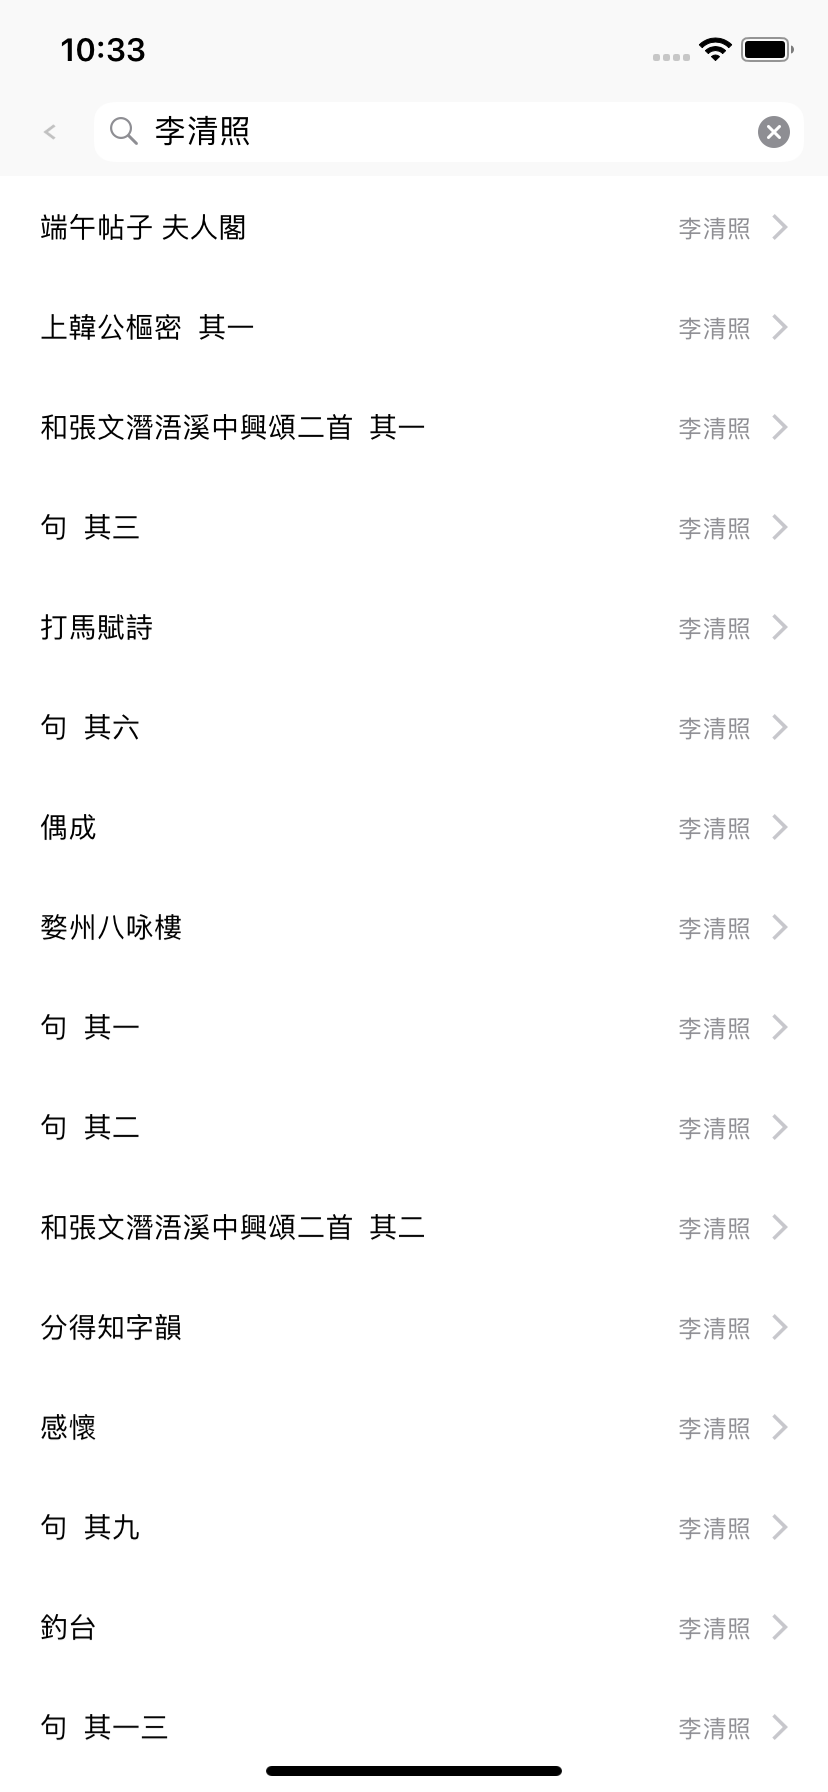 10:33
李清照
端午帖子 夫人閣 李清照
上韓公樞密 其一 李清照
和張文潛浯溪中興頌二首 其一 李清照
句 其三 李清照
打馬賦詩 李清照
句 其六 李清照
偶成 李清照
婺州八咏樓 李清照
句 其一 李清照
句 其二 李清照
和張文潛浯溪中興頌二首 其二 李清照
分得知字韻 李清照
感懷 李清照
句 其九 李清照
釣台 李清照
句 其一三 李清照